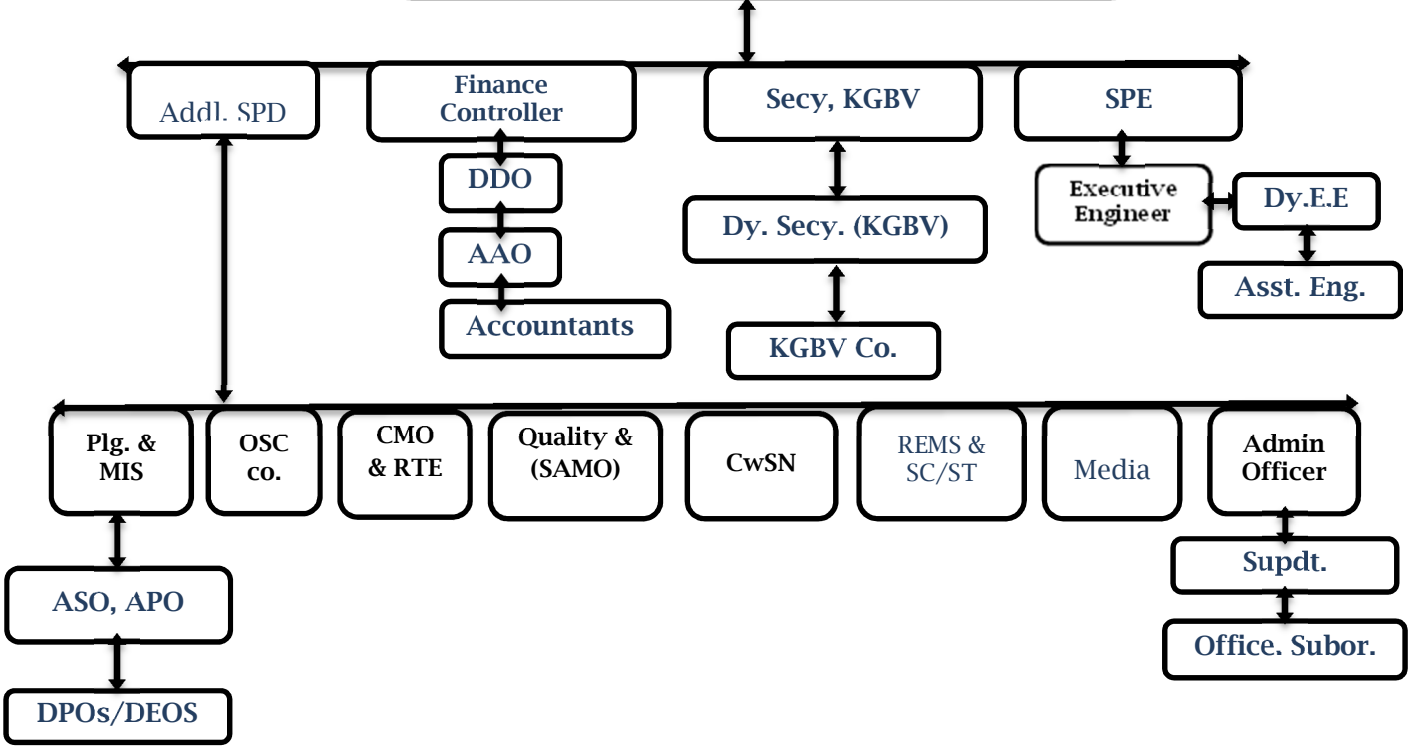 Addl. SPD
Finance
Controller
Secy, KGBV
SPE
DDO
AAO
Accountants
Dy. Secy. (KGBV)
KGBV Co.
Executive
Engineer
Dy.E.E
Asst. Eng.
Plg. &
MIS
OSC
co.
CMO
& RTE
Quality &
(SAMO)
CwSN
REMS &
SC/ST
Media
Admin
Officer
ASO, APO
DPOs/DEOS
Supdt.
Office. Subor.